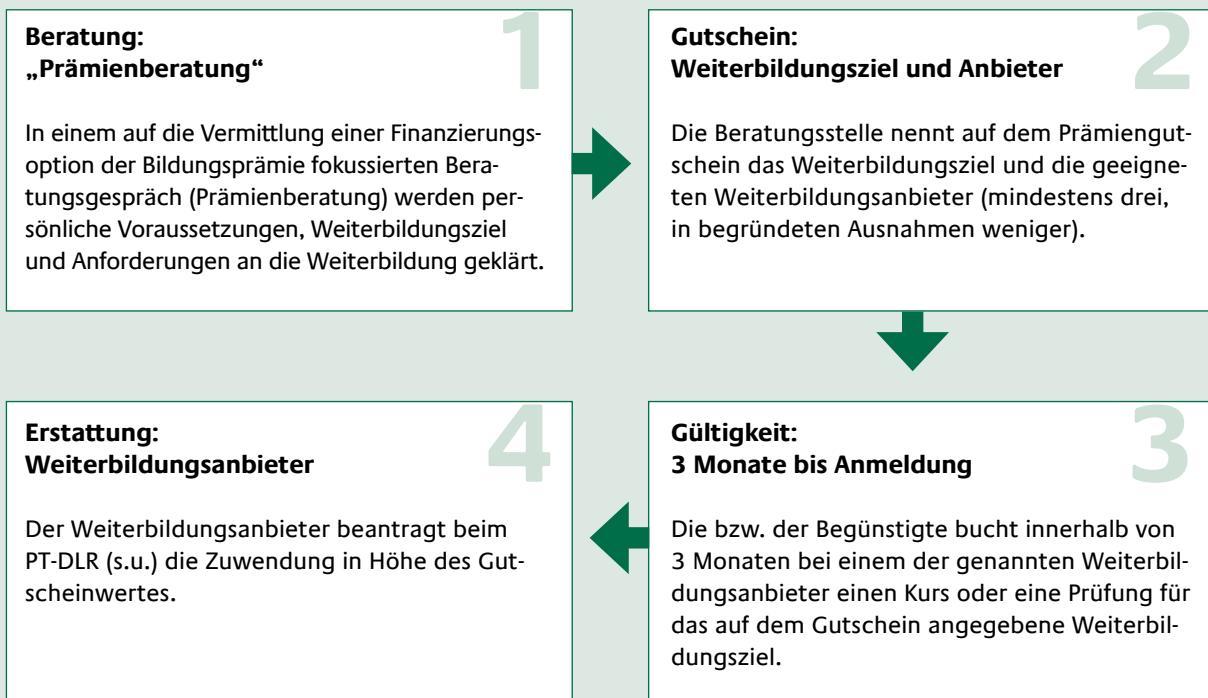 1
Beratung:
„Prämienberatung“
In einem auf die Vermittlung einer Finanzierungs-
option der Bildungsprämie fokussierten Bera-
tungsgespräch (Prämienberatung) werden per-
sönliche Voraussetzungen, Weiterbildungsziel
und Anforderungen an die Weiterbildung geklärt.
2
Gutschein:
Weiterbildungsziel und Anbieter
Die Beratungsstelle nennt auf dem Prämiengut-
schein das Weiterbildungsziel und die geeigne-
ten Weiterbildungsanbieter (mindestens drei,
in begründeten Ausnahmen weniger).
3
Gültigkeit:
3 Monate bis Anmeldung
Die bzw. der Begünstigte bucht innerhalb von
3 Monaten bei einem der genannten Weiterbil-
dungsanbieter einen Kurs oder eine Prüfung für
das auf dem Gutschein angegebene Weiterbil-
dungsziel.
4
Erstattung:
Weiterbildungsanbieter
Der Weiterbildungsanbieter beantragt beim
PT-DLR (s.u.) die Zuwendung in Höhe des Gut-
scheinwertes.